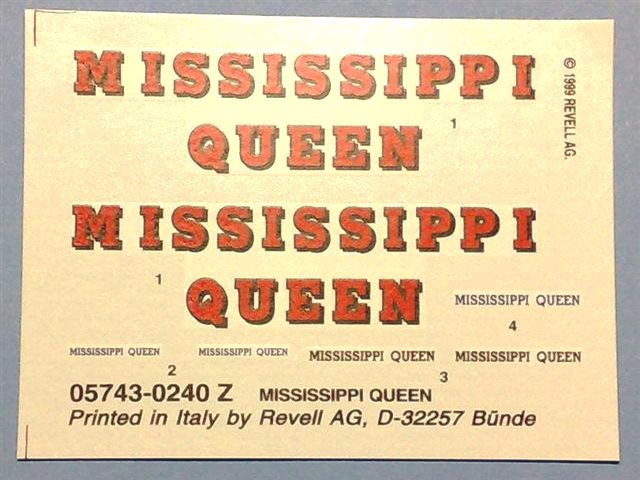 MISSISSIPPI
QUEEN
1
© 1999 REVELL AG.
MISSISSIPPI
QUEEN
1
MISSISSIPPI QUEEN
4
MISSISSIPPI QUEEN MISSISSIPPI QUEEN MISSISSIPPI QUEEN MISSISSIPPI QUEEN
2 3
05743-0240 Z MISSISSIPPI QUEEN
Printed in Italy by Revell AG, D-32257 Bünde